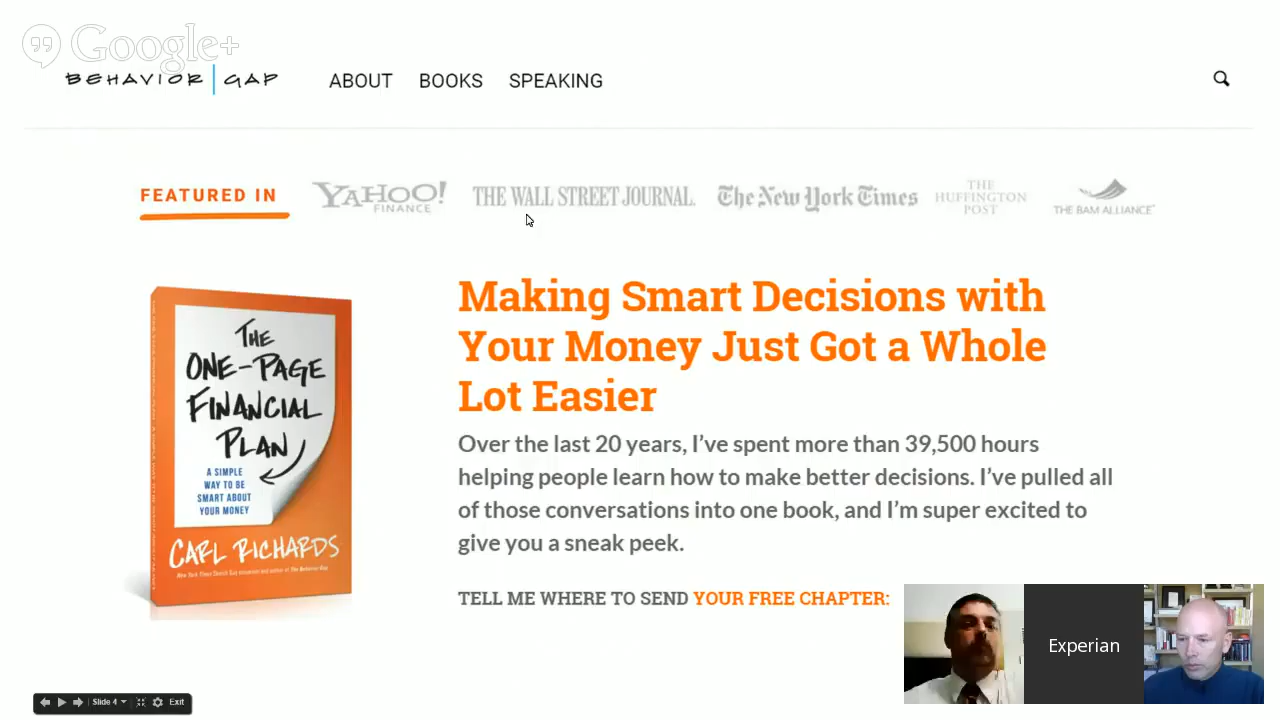 Google+
BEHAVIOR GAP
ABOUT BOOKS SPEAKING
FEATURED IN
YAHOO! FINANCE
THE WALL STREET JOURNAL.
The New York Times
THE HUFFINGTON POST
THE BAM ALLIANCE
THE
ONE-PAGE
FINANCIAL
PLAN
A SIMPLE
WAY TO BE
SMART ABOUT
YOUR MONEY
CARL RICHARDS
Making Smart Decisions with
Your Money Just Got a Whole
Lot Easier
Over the last 20 years, I’ve spent more than 39,500 hours
helping people learn how to make better decisions. I’ve pulled all
of those conversations into one book, and I’m super excited to
give you a sneak peek.
TELL ME WHERE TO SEND YOUR FREE CHAPTER:
Experian
Slide 4 Exit